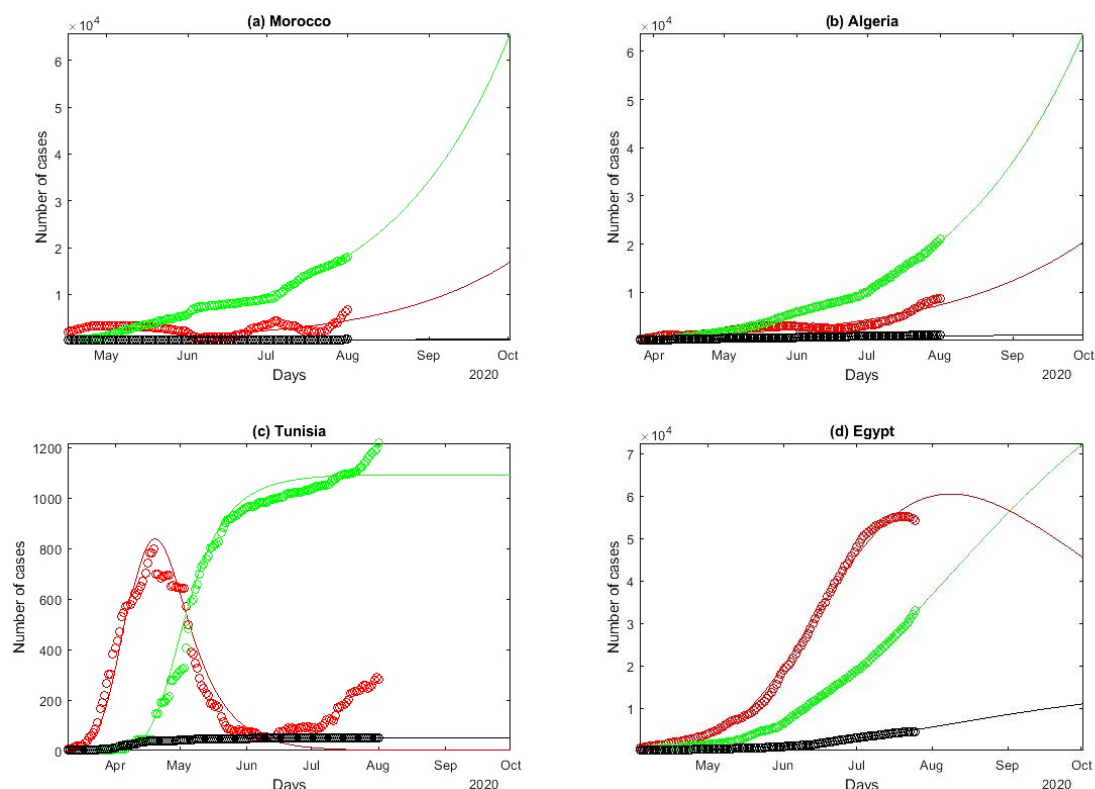 (a) Morocco
×10⁴
6
5
4
3
2
1
Number of cases
May Jun Jul Aug Sep Oct
Days
2020
(b) Algeria
×10⁴
6
5
4
3
2
1
Number of cases
Apr May Jun Jul Aug Sep Oct
Days
2020
(c) Tunisia
1200
1000
800
600
400
200
0
Number of cases
Apr May Jun Jul Aug Sep Oct
Days
2020
(d) Egypt
×10⁴
7
6
5
4
3
2
1
Number of cases
May Jun Jul Aug Sep Oct
Days
2020